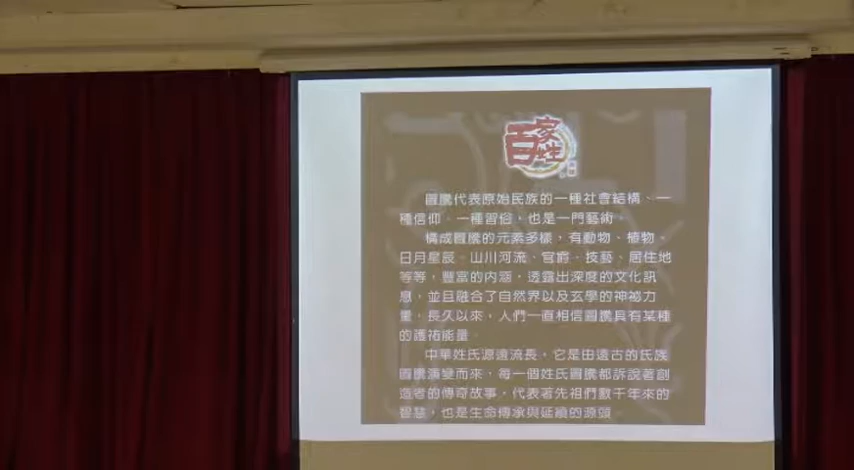 百家姓
圖騰代表原始民族的一種社會結構、一
種信仰、一種習俗,也是一門藝術。
構成圖騰的元素多樣,有動物、植物、
日月星辰、山川河流、官爵、技藝、居住地
等等,豐富的内涵,透露出深度的文化訊
息,並且融合了自然界以及玄學的神祕力
量,長久以來,人們一直相信圖騰具有某種
的護祐能量。
中華姓氏源遠流長,它是由遠古的氏族
圖騰演變而來,每一個姓氏圖騰都訴說著創
造者的傳奇故事,代表著先祖們數千年來的
智慧,也是生命傳承與延續的源頭。